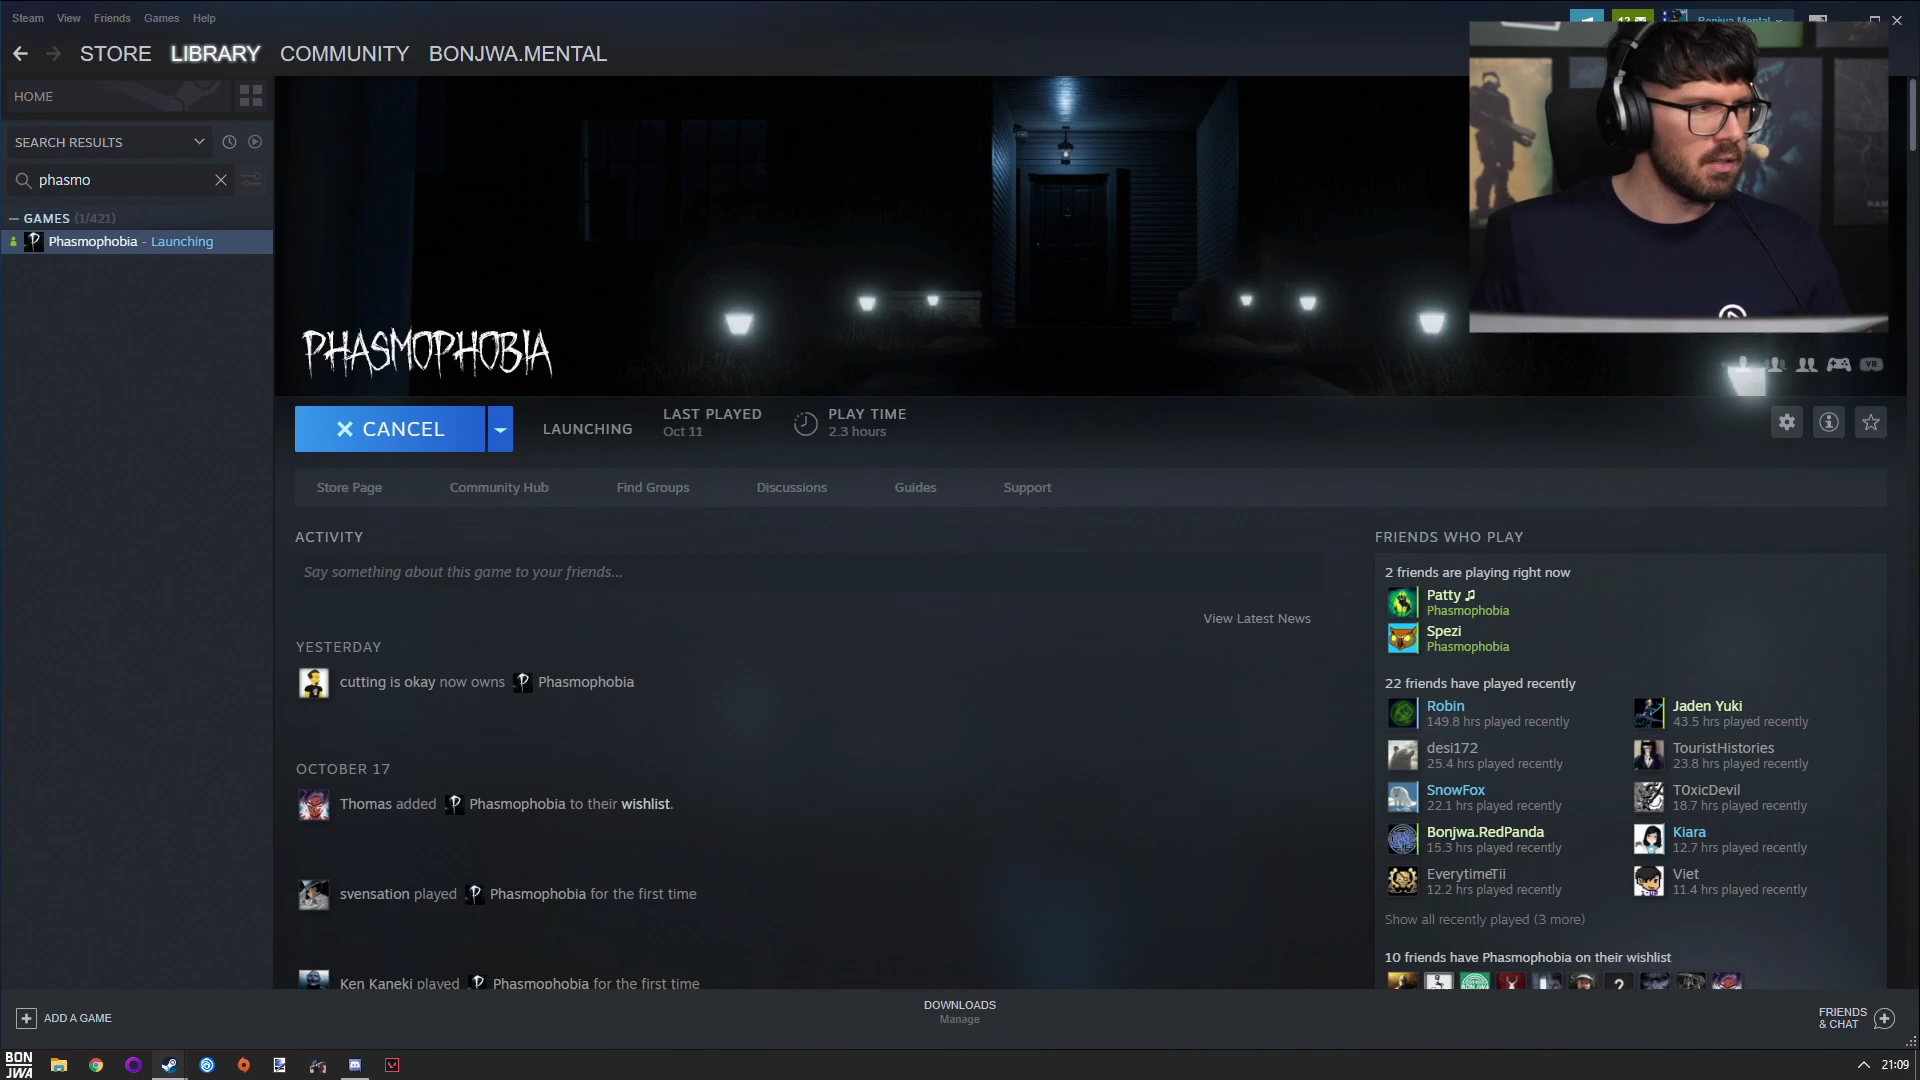 Steam View Friends Games Help
12
Bonjwa Mental
STORE LIBRARY COMMUNITY BONJWA.MENTAL
HOME
SEARCH RESULTS
phasmo
GAMES (1/421)
Phasmophobia - Launching
PHASMOPHOBIA
VR
CANCEL
LAUNCHING
LAST PLAYED
Oct 11
PLAY TIME
2.3 hours
Store Page Community Hub Find Groups Discussions Guides Support
ACTIVITY
Say something about this game to your friends...
View Latest News
YESTERDAY
cutting is okay now owns Phasmophobia
OCTOBER 17
Thomas added Phasmophobia to their wishlist.
svensation played Phasmophobia for the first time
Ken Kaneki played Phasmophobia for the first time
FRIENDS WHO PLAY
2 friends are playing right now
Patty ♫
Phasmophobia
Spezi
Phasmophobia
22 friends have played recently
Robin
149.8 hrs played recently
Jaden Yuki
43.5 hrs played recently
desi172
25.4 hrs played recently
TouristHistories
23.8 hrs played recently
SnowFox
22.1 hrs played recently
T0xicDevil
18.7 hrs played recently
Bonjwa.RedPanda
15.3 hrs played recently
Kiara
12.7 hrs played recently
EverytimeTii
12.2 hrs played recently
Viet
11.4 hrs played recently
Show all recently played (3 more)
10 friends have Phasmophobia on their wishlist
ADD A GAME
DOWNLOADS
Manage
FRIENDS
& CHAT
BON
JWA
21:09